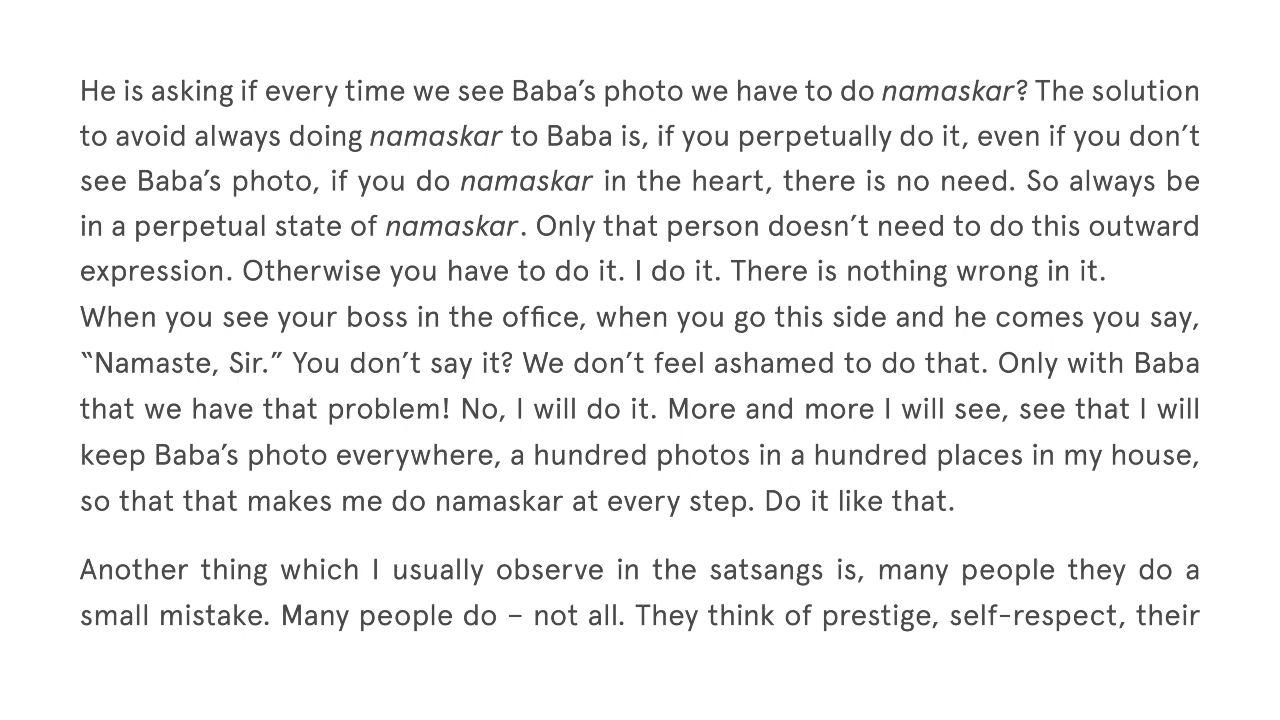 He is asking if every time we see Baba’s photo we have to do namaskar? The solution
to avoid always doing namaskar to Baba is, if you perpetually do it, even if you don’t
see Baba’s photo, if you do namaskar in the heart, there is no need. So always be
in a perpetual state of namaskar. Only that person doesn’t need to do this outward
expression. Otherwise you have to do it. I do it. There is nothing wrong in it.
When you see your boss in the office, when you go this side and he comes you say,
“Namaste, Sir.” You don’t say it? We don’t feel ashamed to do that. Only with Baba
that we have that problem! No, I will do it. More and more I will see, see that I will
keep Baba’s photo everywhere, a hundred photos in a hundred places in my house,
so that that makes me do namaskar at every step. Do it like that.
Another thing which I usually observe in the satsangs is, many people they do a
small mistake. Many people do – not all. They think of prestige, self-respect, their